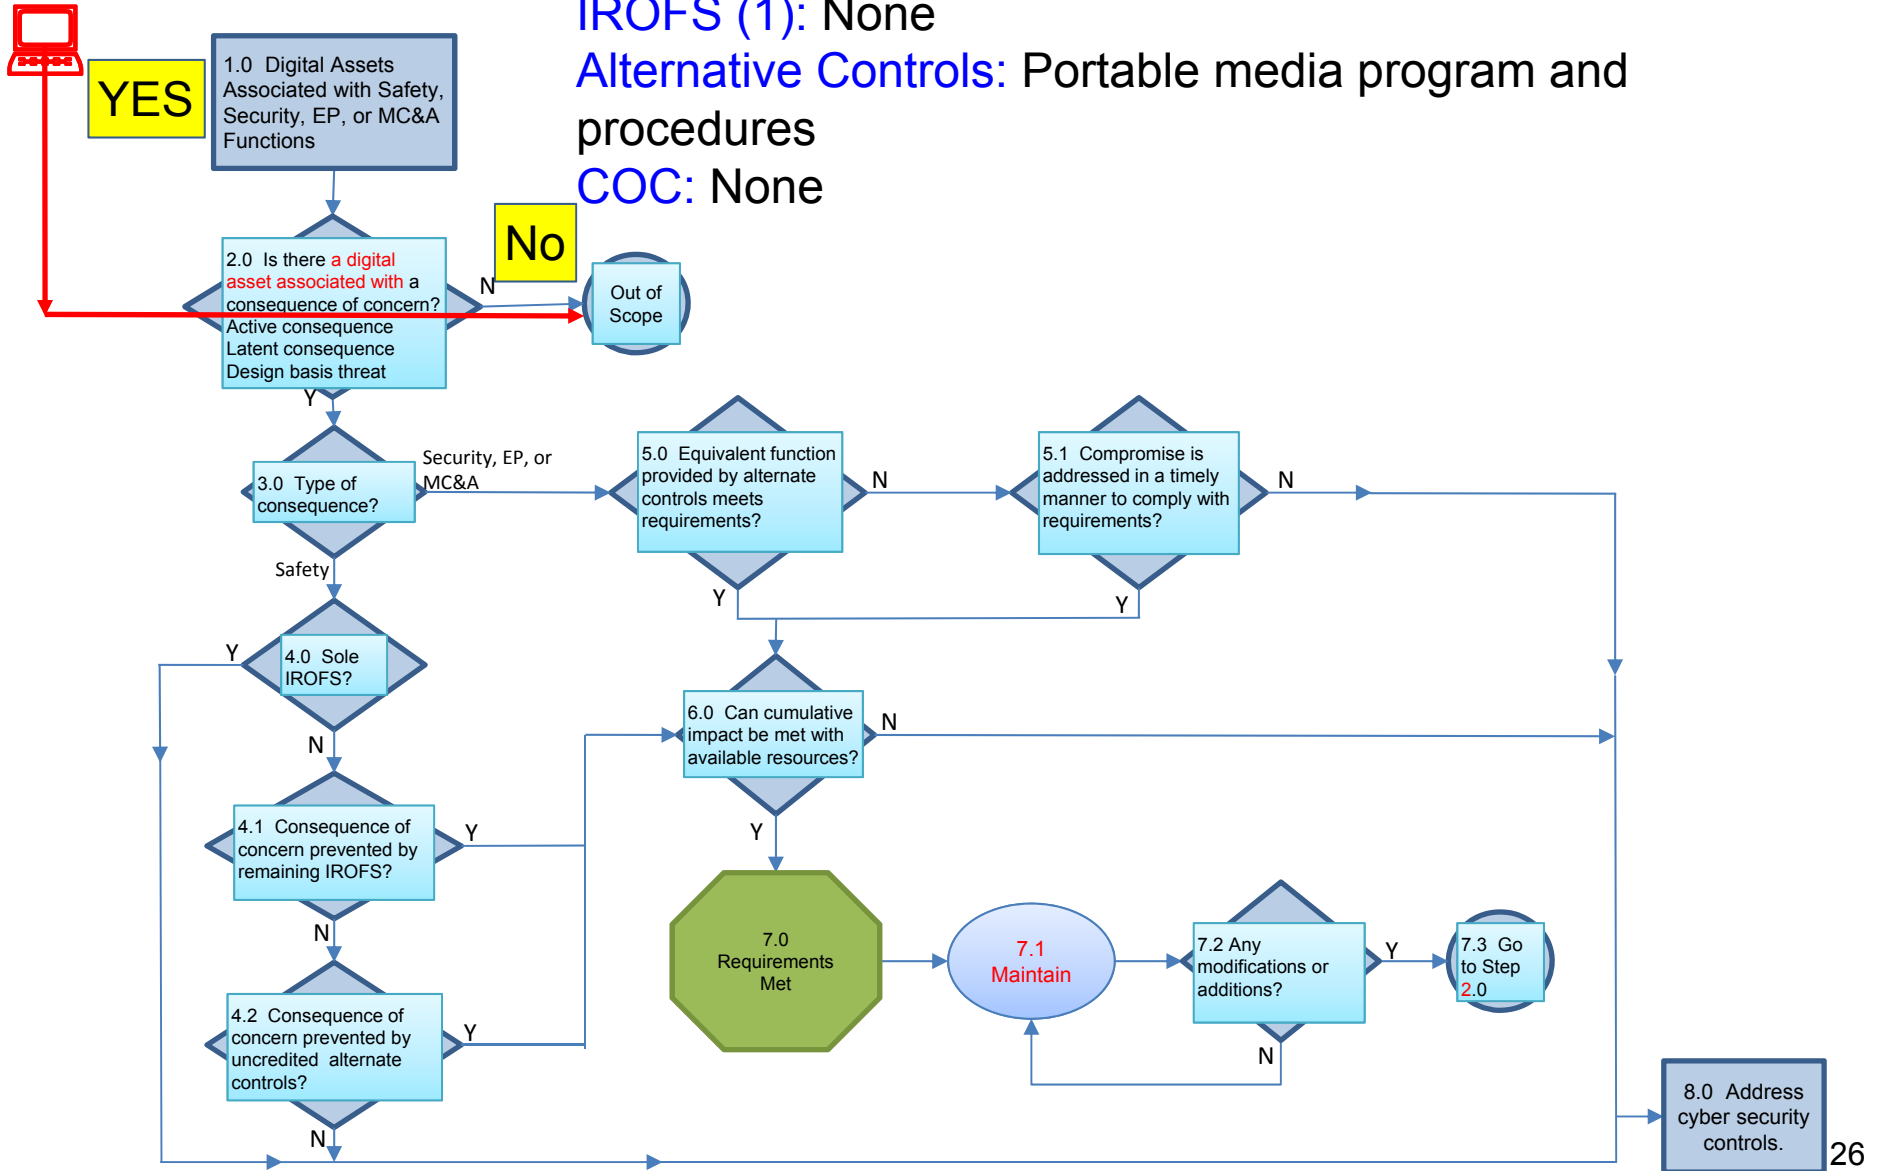 IROFS (1): None
Alternative Controls: Portable media program and
procedures
COC: None
YES
1.0 Digital Assets
Associated with Safety,
Security, EP, or MC&A
Functions
No
2.0 Is there a digital
asset associated with a
consequence of concern?
Active consequence
Latent consequence
Design basis threat
N
Out of
Scope
Y
3.0 Type of
consequence?
Security, EP, or
MC&A
5.0 Equivalent function
provided by alternate
controls meets
requirements?
N
5.1 Compromise is
addressed in a timely
manner to comply with
requirements?
N
Safety
Y
Y
Y
4.0 Sole
IROFS?
N
6.0 Can cumulative
impact be met with
available resources?
N
4.1 Consequence of
concern prevented by
remaining IROFS?
Y
Y
N
7.0
Requirements
Met
7.1
Maintain
7.2 Any
modifications or
additions?
Y
7.3 Go
to Step
2.0
N
4.2 Consequence of
concern prevented by
uncredited alternate
controls?
Y
N
8.0 Address
cyber security
controls.
26